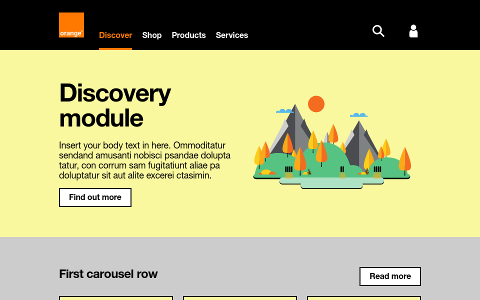 orange™
Discover
Shop
Products
Services
Discovery
module
Insert your body text in here. Ommoditatur
sendand amusanti nobisci psandae dolupta
tatur, con corrum sam fugitatiunt aliae pa
doluptatur sit aut alite excerei ctasimin.
Find out more
First carousel row
Read more